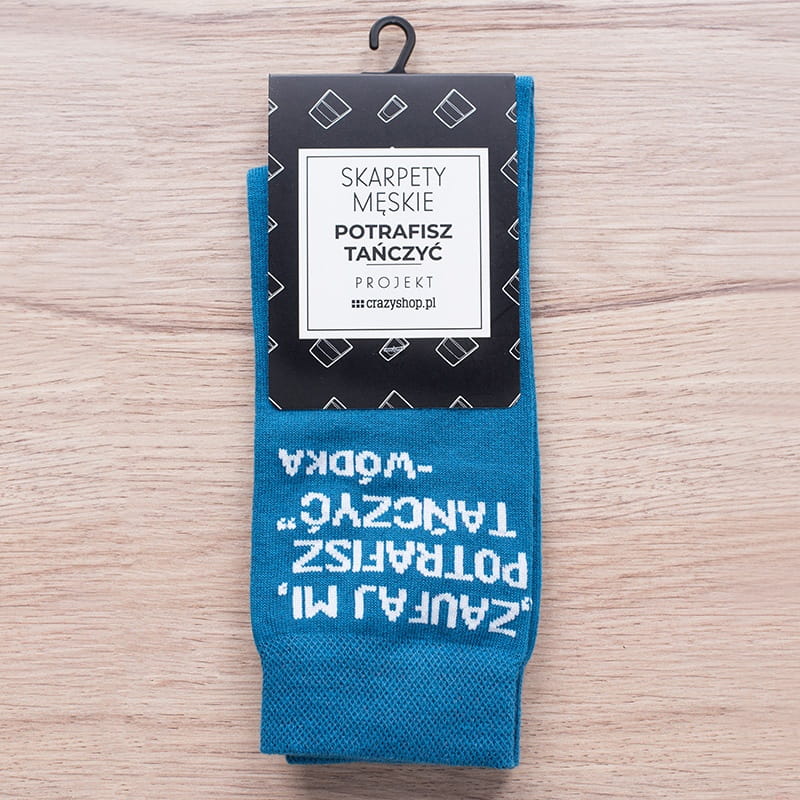 SKARPETY
MĘSKIE
POTRAFISZ
TAŃCZYĆ
PROJEKT
crazyshop.pl
„ZAUFAJ MI,
POTRAFISZ
TAŃCZYĆ”
-WÓDKA